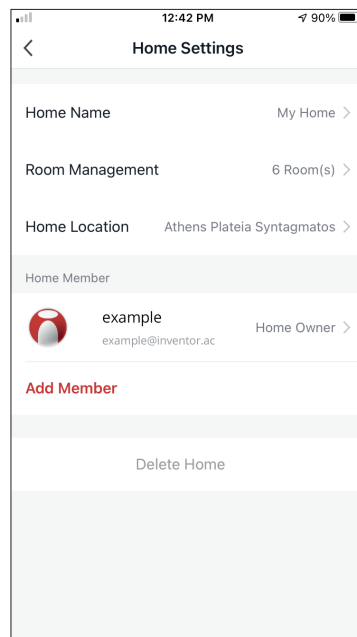 12:42 PM 90%
Home Settings
Home Name My Home
Room Management 6 Room(s)
Home Location Athens Plateia Syntagmatos
Home Member
example
example@inventor.ac Home Owner
Add Member
Delete Home